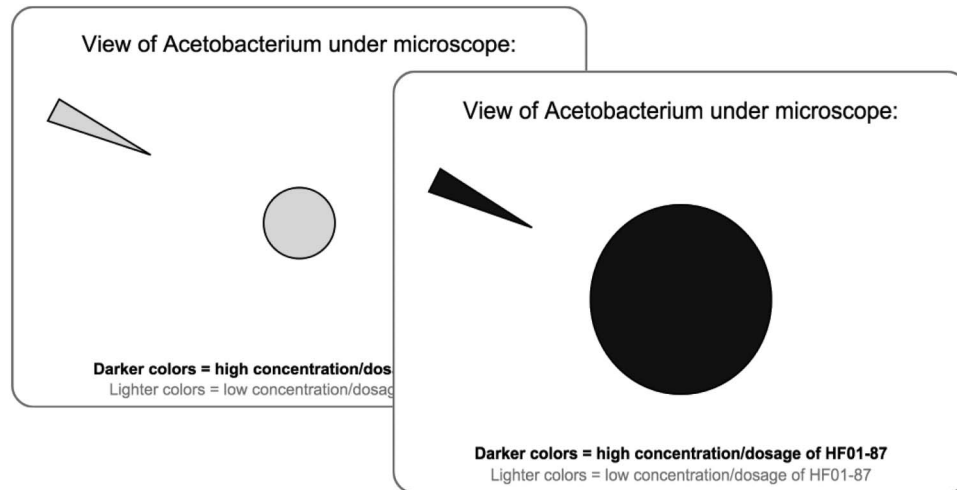 View of Acetobacterium under microscope:
Darker colors = high concentration/dos
Lighter colors = low concentration/dosag
View of Acetobacterium under microscope:
Darker colors = high concentration/dosage of HF01-87
Lighter colors = low concentration/dosage of HF01-87